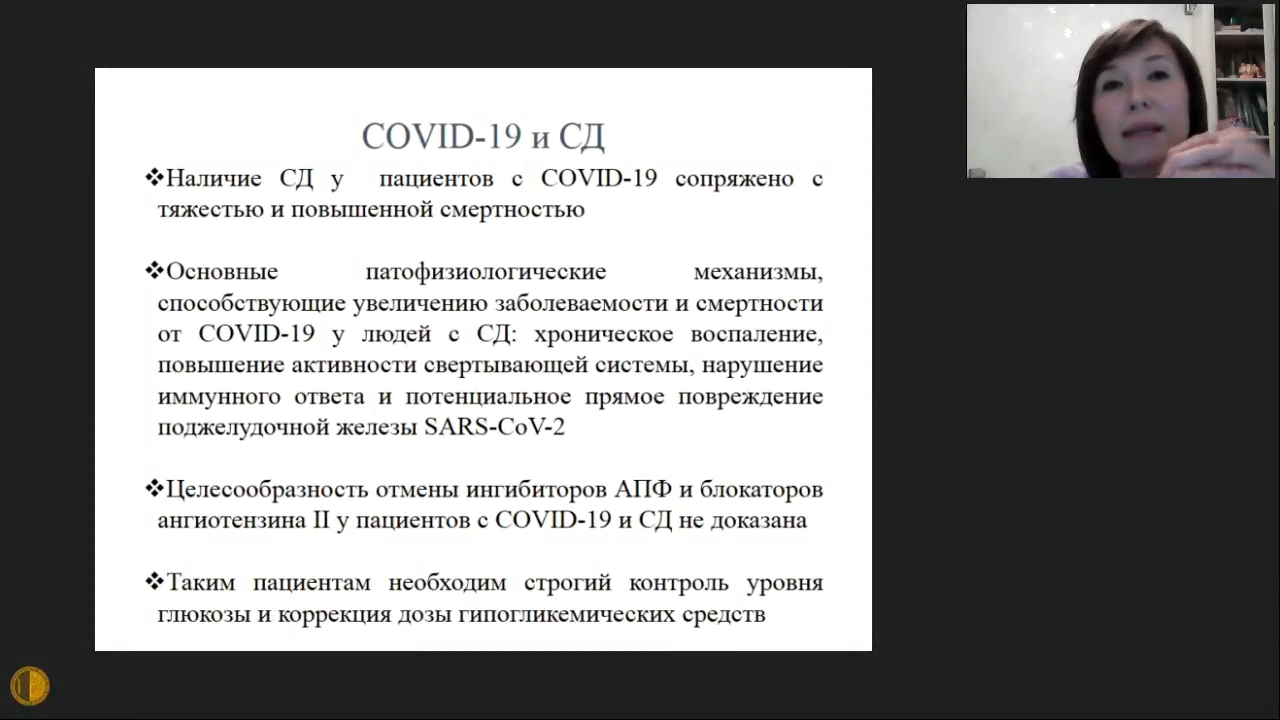 COVID-19 и СД
❖Наличие СД у пациентов с COVID-19 сопряжено с
тяжестью и повышенной смертностью
❖Основные патофизиологические механизмы,
способствующие увеличению заболеваемости и смертности
от COVID-19 у людей с СД: хроническое воспаление,
повышение активности свертывающей системы, нарушение
иммунного ответа и потенциальное прямое повреждение
поджелудочной железы SARS-CoV-2
❖Целесообразность отмены ингибиторов АПФ и блокаторов
ангиотензина II у пациентов с COVID-19 и СД не доказана
❖Таким пациентам необходим строгий контроль уровня
глюкозы и коррекция дозы гипогликемических средств